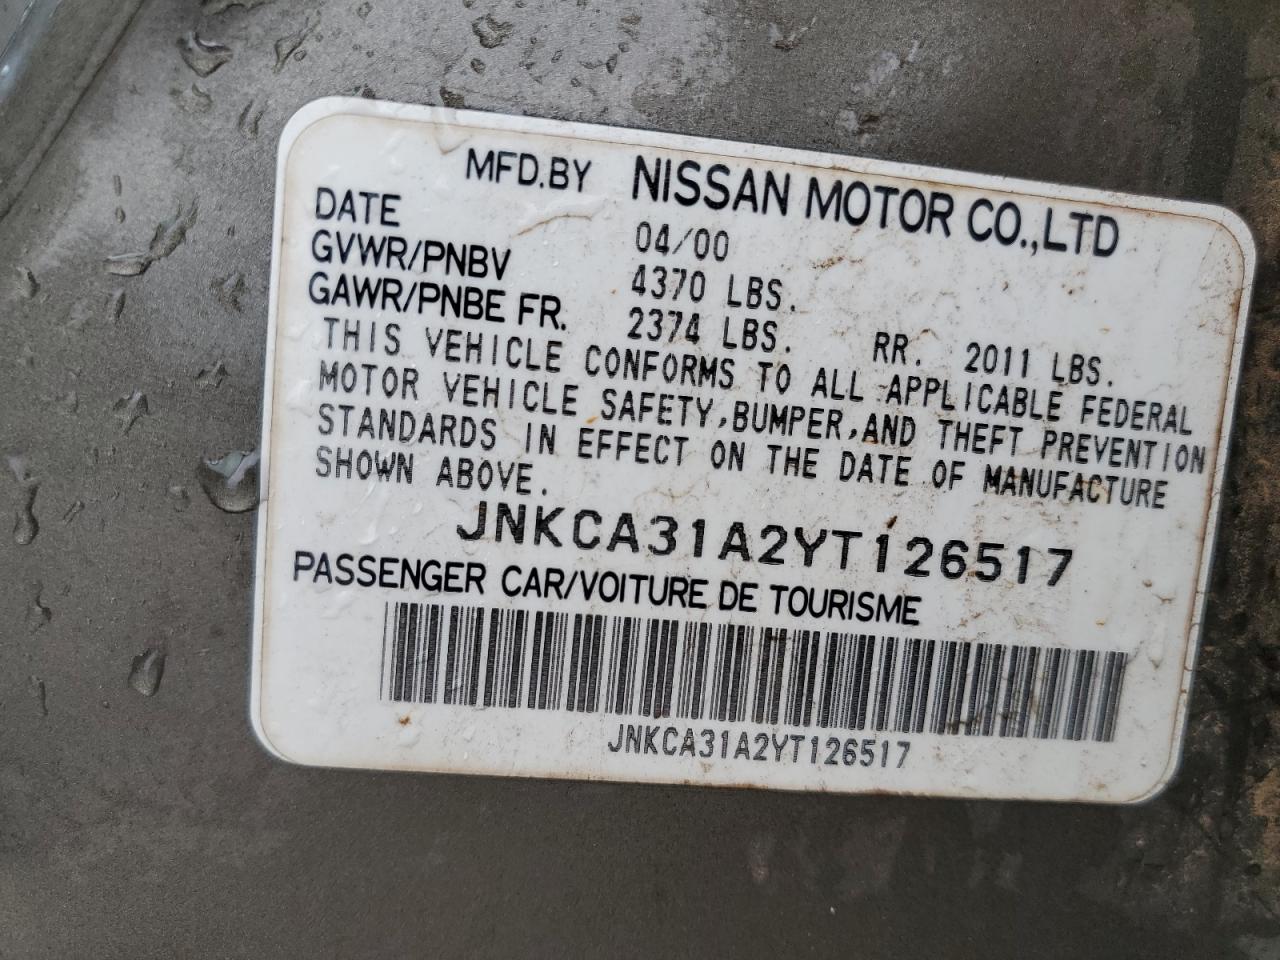 MFD.BY NISSAN MOTOR CO.,LTD
DATE 04/00
GVWR/PNBV 4370 LBS.
GAWR/PNBE FR. 2374 LBS. RR. 2011 LBS.
THIS VEHICLE CONFORMS TO ALL APPLICABLE FEDERAL
MOTOR VEHICLE SAFETY,BUMPER,AND THEFT PREVENTION
STANDARDS IN EFFECT ON THE DATE OF MANUFACTURE
SHOWN ABOVE.
JNKCA31A2YT126517
PASSENGER CAR/VOITURE DE TOURISME
JNKCA31A2YT126517